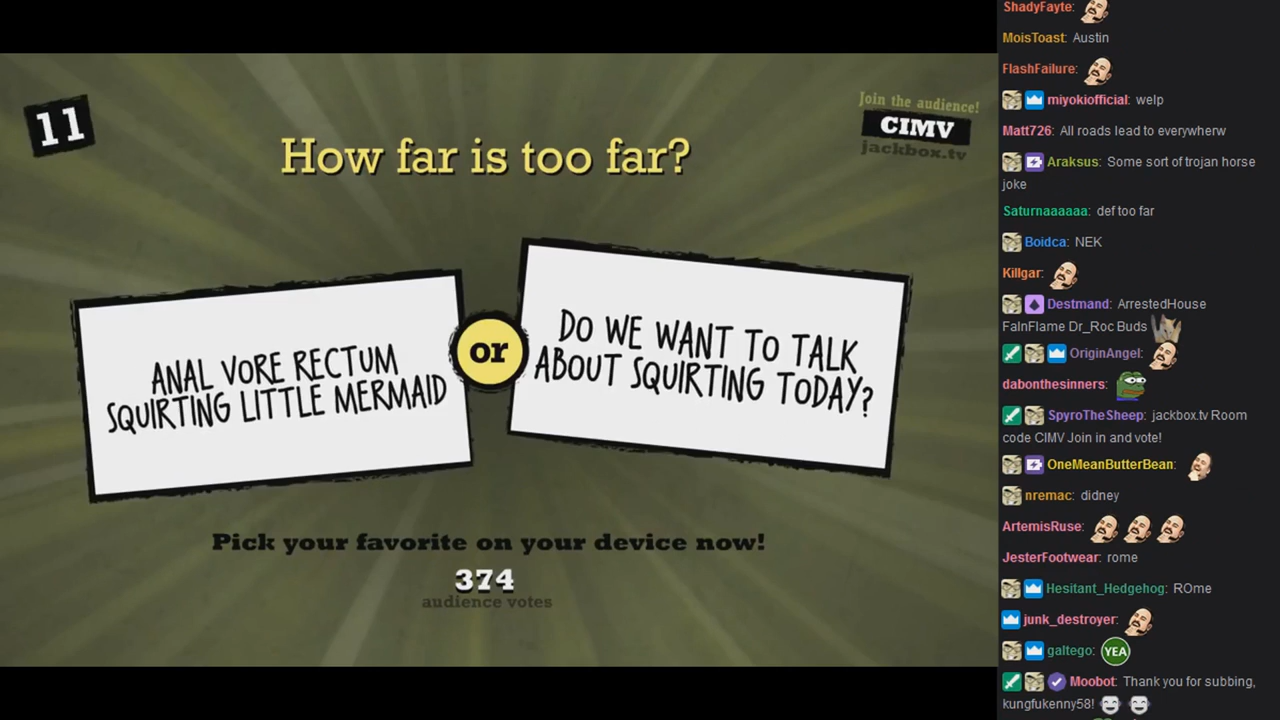 11
How far is too far?
Join the audience!
CIMV
jackbox.tv
ANAL VORE RECTUM
SQUIRTING LITTLE MERMAID
or
DO WE WANT TO TALK
ABOUT SQUIRTING TODAY?
Pick your favorite on your device now!
374
audience votes
ShadyFayte:
MoisToast: Austin
FlashFailure:
miyokiofficial: welp
Matt726: All roads lead to everywherw
Araksus: Some sort of trojan horse
joke
Saturnaaaaaa: def too far
Boidca: NEK
Killgar:
Destmand: ArrestedHouse
FalnFlame Dr_Roc Buds
OriginAngel:
dabonthesinners:
SpyroTheSheep: jackbox.tv Room
code CIMV Join in and vote!
OneMeanButterBean:
nremac: didney
ArtemisRuse:
JesterFootwear: rome
Hesitant_Hedgehog: ROme
junk_destroyer:
galtego: YEA
Moobot: Thank you for subbing,
kungfukenny58!